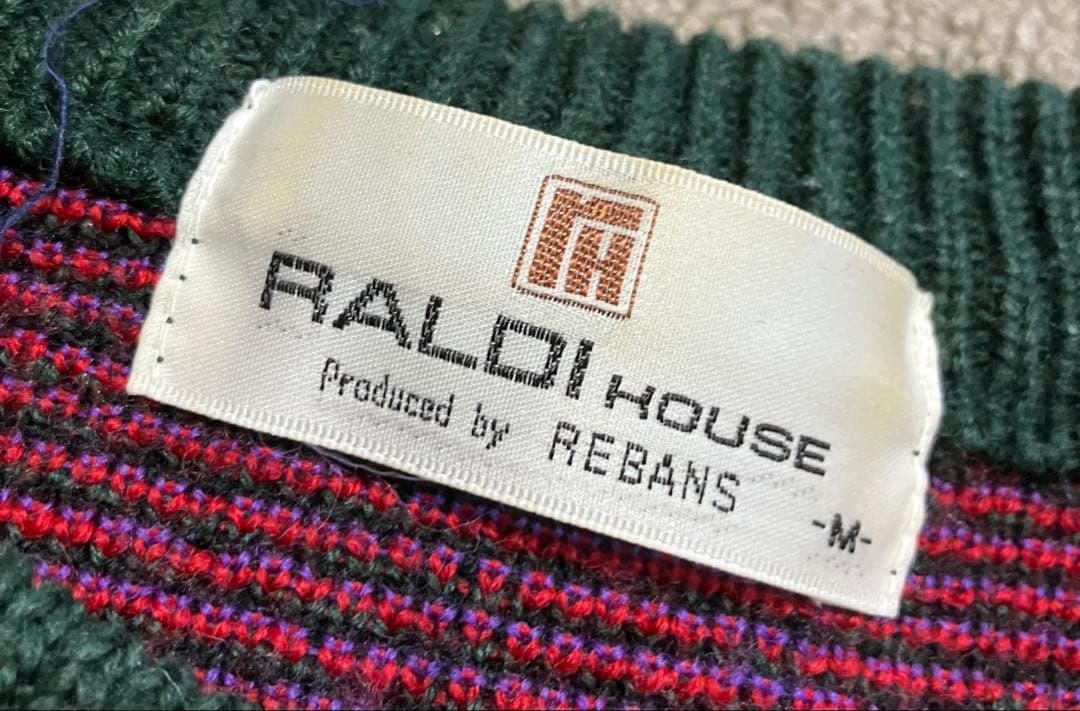 RALDI HOUSE
Produced by REBANS
-M-